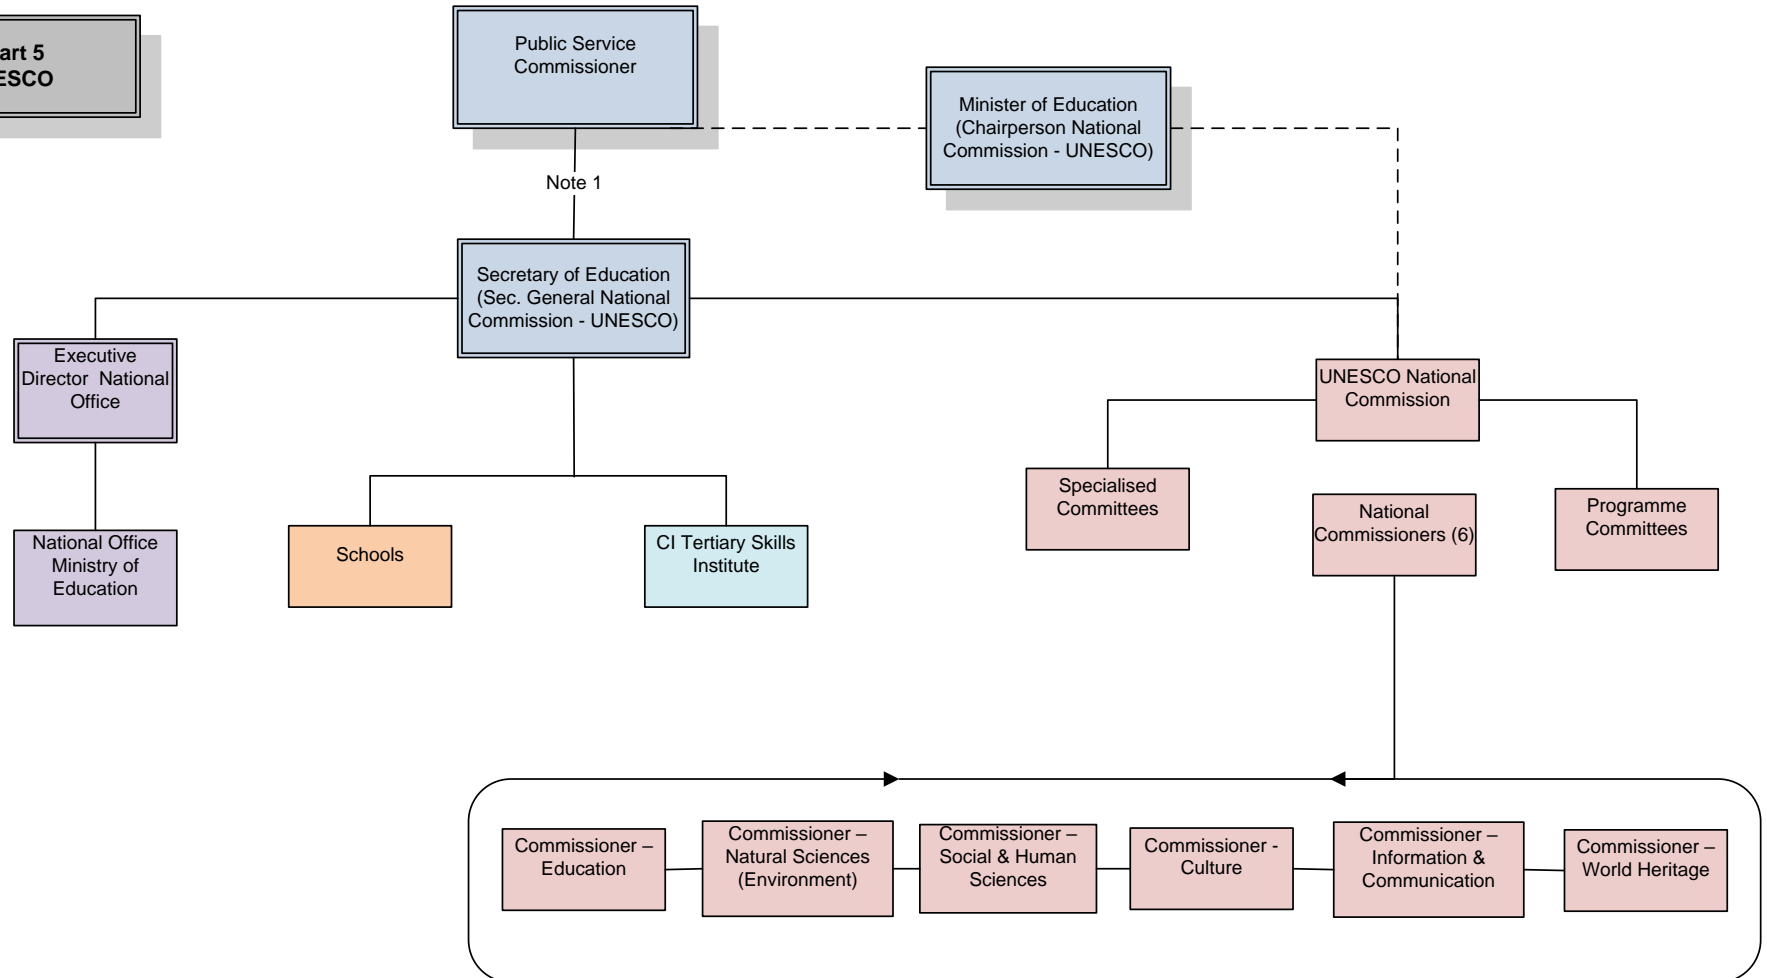 art 5
ESCO
Public Service
Commissioner
Minister of Education
(Chairperson National
Commission - UNESCO)
Note 1
Secretary of Education
(Sec. General National
Commission - UNESCO)
Executive
Director National
Office
UNESCO National
Commission
Specialised
Committees
National
Commissioners (6)
Programme
Committees
National Office
Ministry of
Education
Schools
CI Tertiary Skills
Institute
Commissioner –
Education
Commissioner –
Natural Sciences
(Environment)
Commissioner –
Social & Human
Sciences
Commissioner -
Culture
Commissioner –
Information &
Communication
Commissioner –
World Heritage